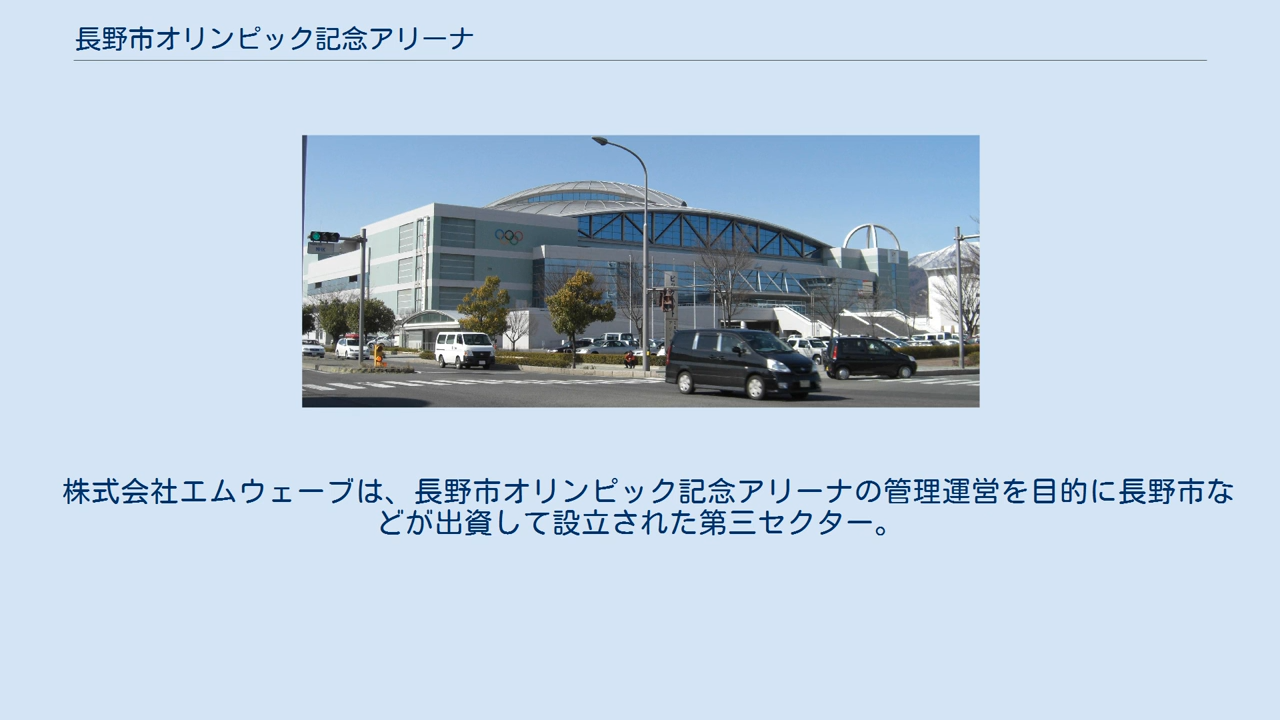 長野市オリンピック記念アリーナ
株式会社エムウェーブは、長野市オリンピック記念アリーナの管理運営を目的に長野市な
どが出資して設立された第三セクター。